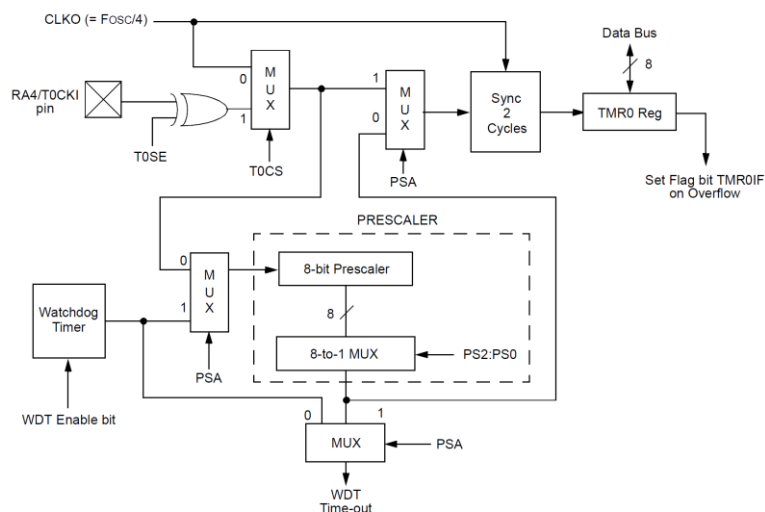 CLKO (= FOSC/4)
Data Bus
8
RA4/T0CKI
pin
T0SE
0
1
M
U
X
T0CS
1
0
M
U
X
PSA
Sync
2
Cycles
TMR0 Reg
Set Flag bit TMR0IF
on Overflow
PRESCALER
0
1
M
U
X
PSA
8-bit Prescaler
8
8-to-1 MUX
PS2:PS0
Watchdog
Timer
WDT Enable bit
0
1
MUX
PSA
WDT
Time-out